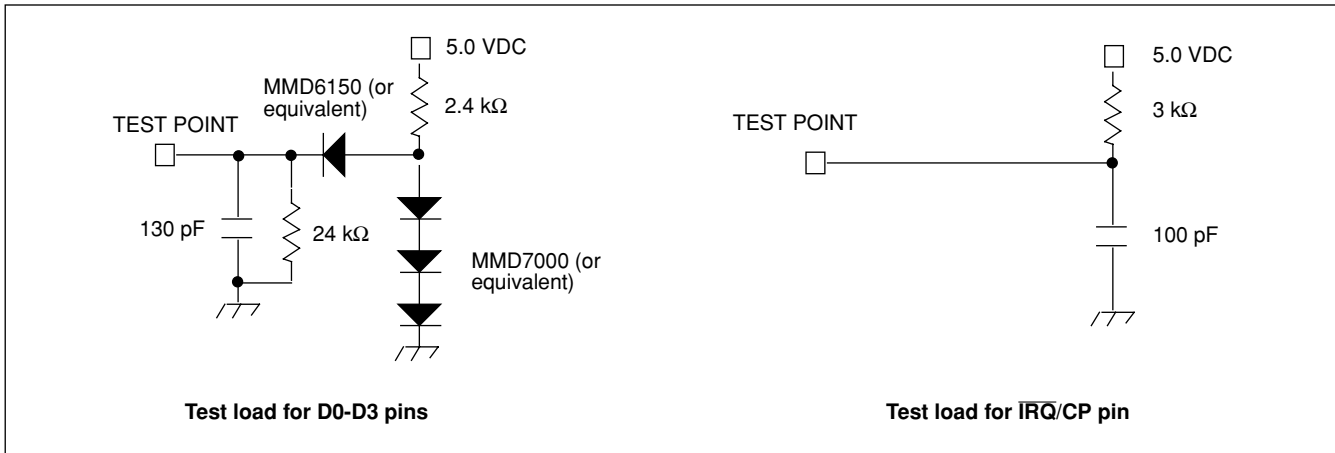 5.0 VDC
MMD6150 (or
equivalent)
2.4 kΩ
TEST POINT
130 pF
24 kΩ
MMD7000 (or
equivalent)
Test load for D0-D3 pins
5.0 VDC
3 kΩ
TEST POINT
100 pF
Test load for I̅R̅Q̅/CP pin